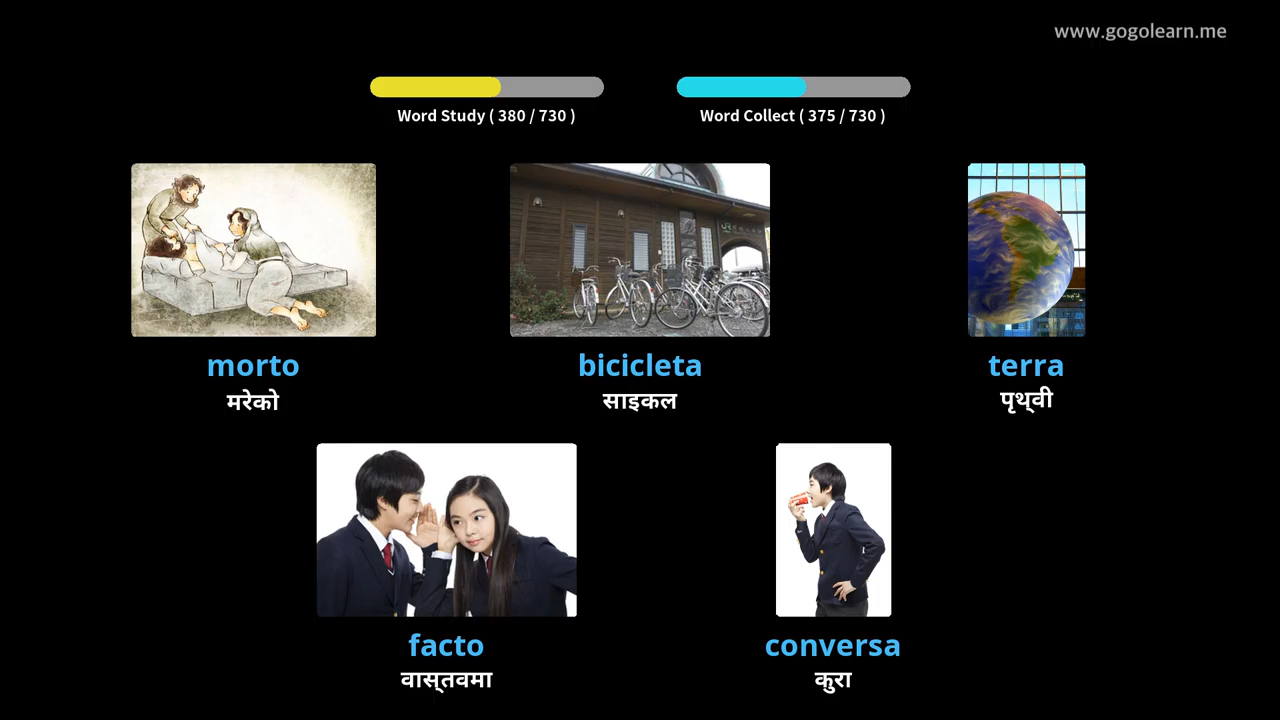 www.gogolearn.me
Word Study ( 380 / 730 )
Word Collect ( 375 / 730 )
morto
मरेको
bicicleta
साइकल
terra
पृथ्वी
facto
वास्तवमा
conversa
कुरा